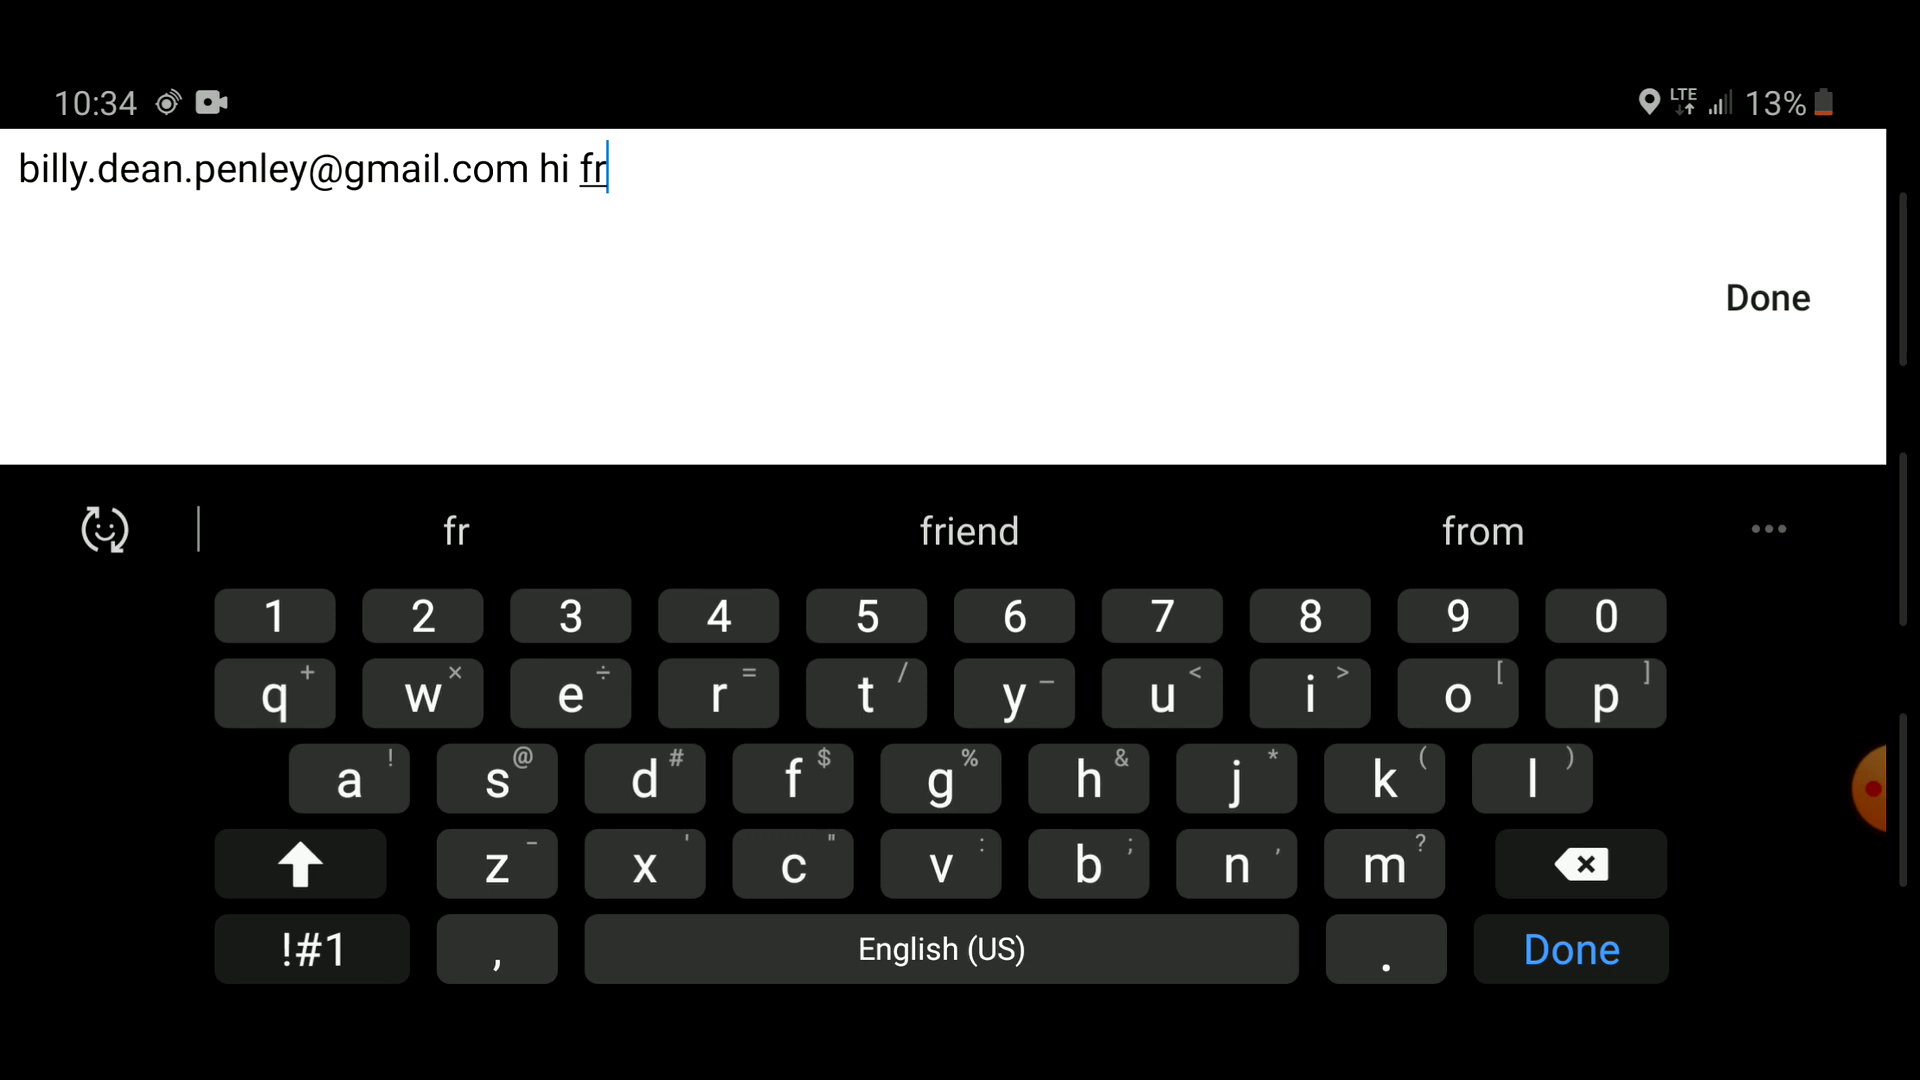 10:34 LTE 13%
billy.dean.penley@gmail.com hi fr
Done
fr friend from •••
1 2 3 4 5 6 7 8 9 0
q + w × e ÷ r = t / y _ u < i > o [ p ]
a ! s @ d # f $ g % h & j * k ( l )
z - x ' c " v : b ; n , m ?
!#1 , English (US) . Done